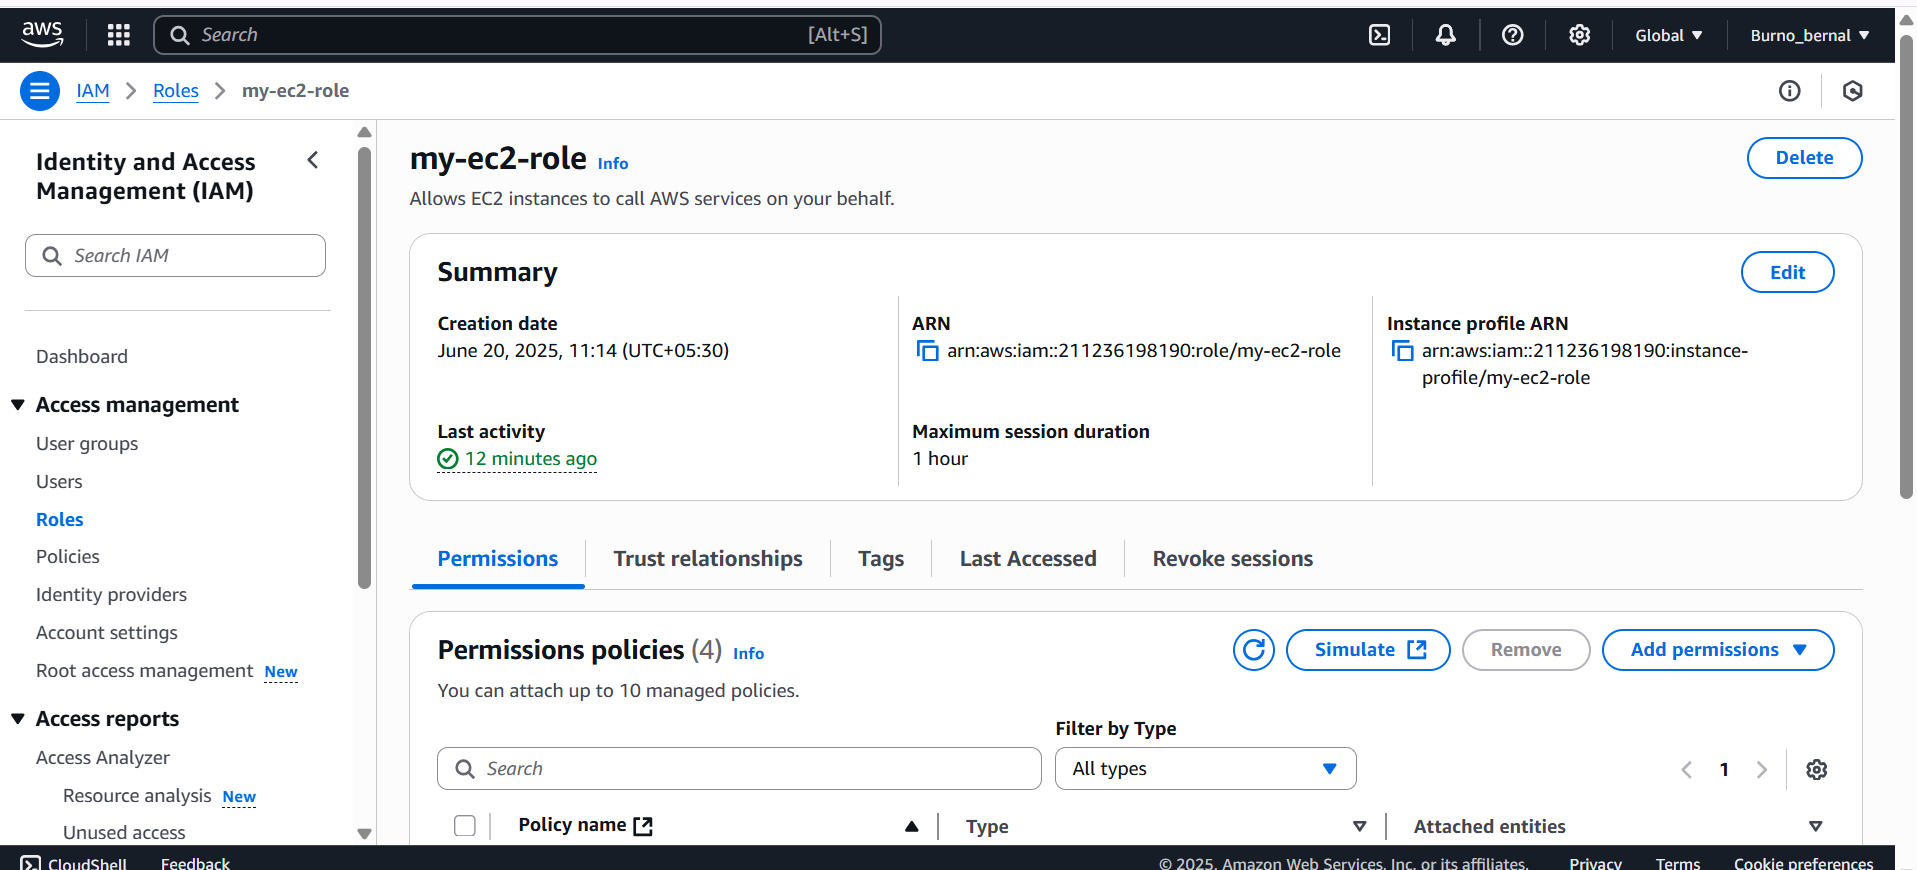 aws
Search [Alt+S]
Global
Burno_bernal
IAM
Roles
my-ec2-role
Identity and Access
Management (IAM)
Search IAM
Dashboard
Access management
User groups
Users
Roles
Policies
Identity providers
Account settings
Root access management New
Access reports
Access Analyzer
Resource analysis New
Unused access
my-ec2-role Info
Delete
Allows EC2 instances to call AWS services on your behalf.
Summary
Edit
Creation date
June 20, 2025, 11:14 (UTC+05:30)
ARN
arn:aws:iam::211236198190:role/my-ec2-role
Instance profile ARN
arn:aws:iam::211236198190:instance-
profile/my-ec2-role
Last activity
12 minutes ago
Maximum session duration
1 hour
Permissions
Trust relationships
Tags
Last Accessed
Revoke sessions
Permissions policies (4) Info
Simulate
Remove
Add permissions
You can attach up to 10 managed policies.
Filter by Type
Search
All types
1
Policy name
Type
Attached entities
CloudShell
Feedback
© 2025, Amazon Web Services, Inc. or its affiliates.
Privacy
Terms
Cookie preferences